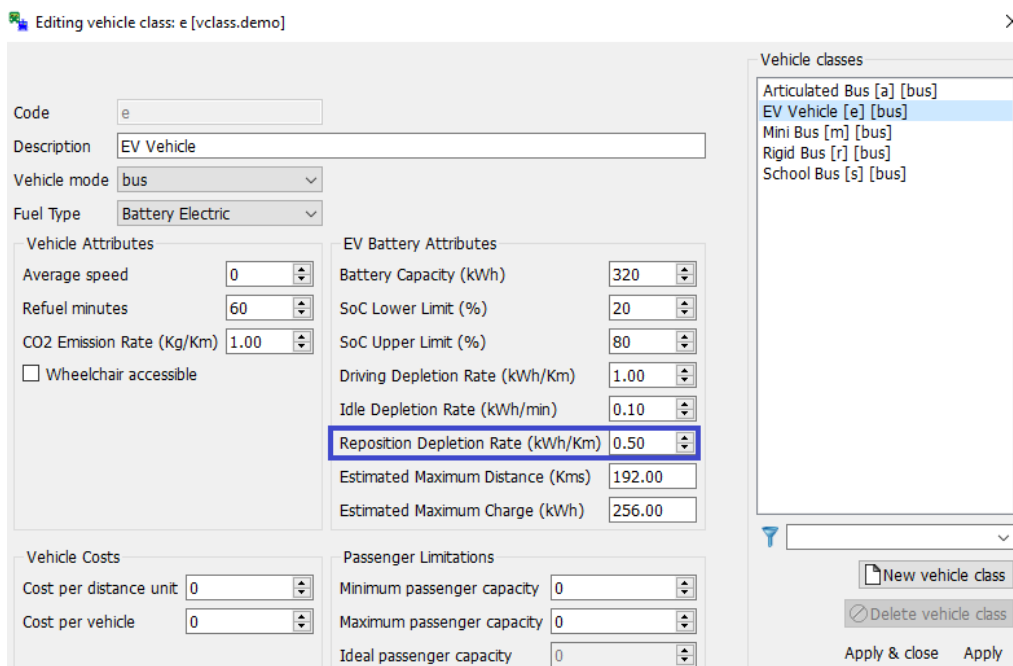 Editing vehicle class: e [vclass.demo]
Code e
Description EV Vehicle
Vehicle mode bus
Fuel Type Battery Electric
Vehicle Attributes
Average speed 0
Refuel minutes 60
CO2 Emission Rate (Kg/Km) 1.00
Wheelchair accessible
EV Battery Attributes
Battery Capacity (kWh) 320
SoC Lower Limit (%) 20
SoC Upper Limit (%) 80
Driving Depletion Rate (kWh/Km) 1.00
Idle Depletion Rate (kWh/min) 0.10
Reposition Depletion Rate (kWh/Km) 0.50
Estimated Maximum Distance (Kms) 192.00
Estimated Maximum Charge (kWh) 256.00
Vehicle Costs
Cost per distance unit 0
Cost per vehicle 0
Passenger Limitations
Minimum passenger capacity 0
Maximum passenger capacity 0
Ideal passenger capacity 0
Vehicle classes
Articulated Bus [a] [bus]
EV Vehicle [e] [bus]
Mini Bus [m] [bus]
Rigid Bus [r] [bus]
School Bus [s] [bus]
New vehicle class
Delete vehicle class
Apply & close Apply